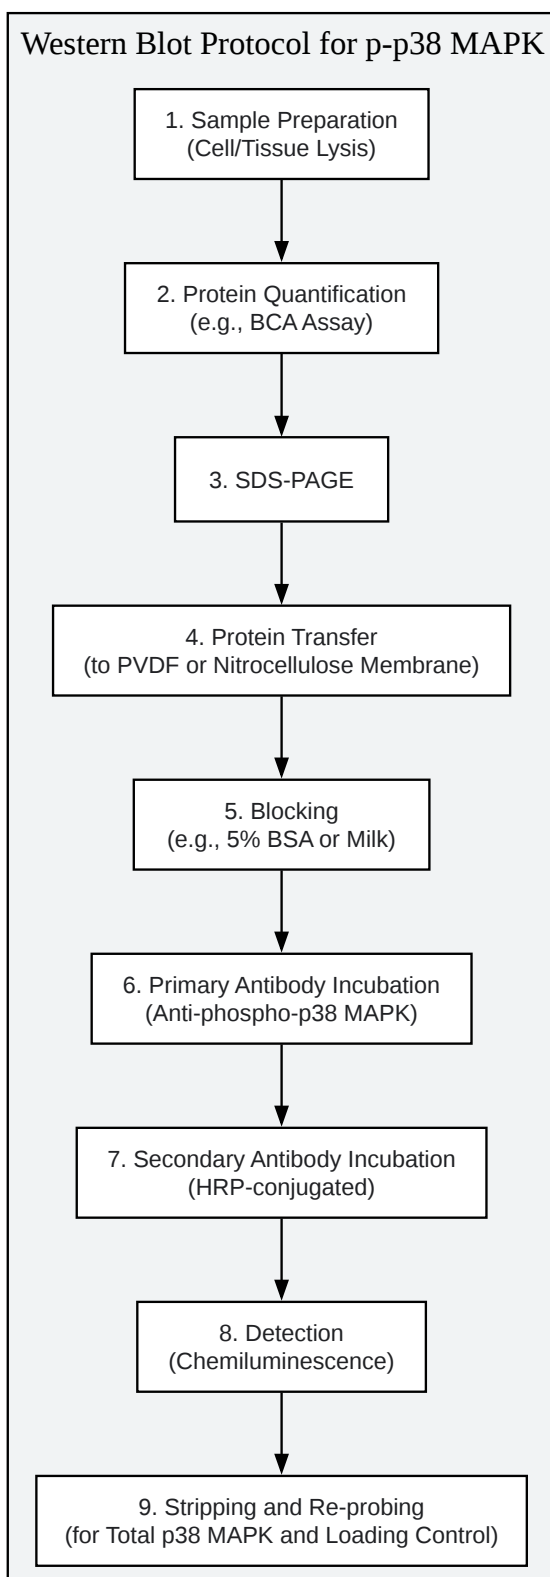 Western Blot Protocol for p-p38 MAPK
1. Sample Preparation
(Cell/Tissue Lysis)
2. Protein Quantification
(e.g., BCA Assay)
3. SDS-PAGE
4. Protein Transfer
(to PVDF or Nitrocellulose Membrane)
5. Blocking
(e.g., 5% BSA or Milk)
6. Primary Antibody Incubation
(Anti-phospho-p38 MAPK)
7. Secondary Antibody Incubation
(HRP-conjugated)
8. Detection
(Chemiluminescence)
9. Stripping and Re-probing
(for Total p38 MAPK and Loading Control)